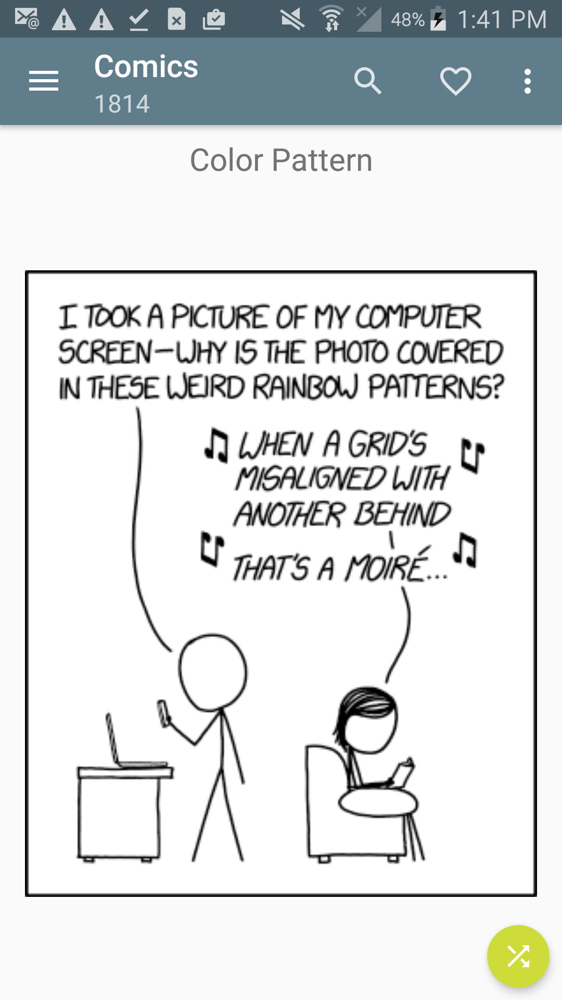 48% 1:41 PM
Comics
1814
Color Pattern
I TOOK A PICTURE OF MY COMPUTER
SCREEN—WHY IS THE PHOTO COVERED
IN THESE WEIRD RAINBOW PATTERNS?
♫ WHEN A GRID'S ♫
MISALIGNED WITH
ANOTHER BEHIND
♫ THAT'S A MOIRÉ... ♫